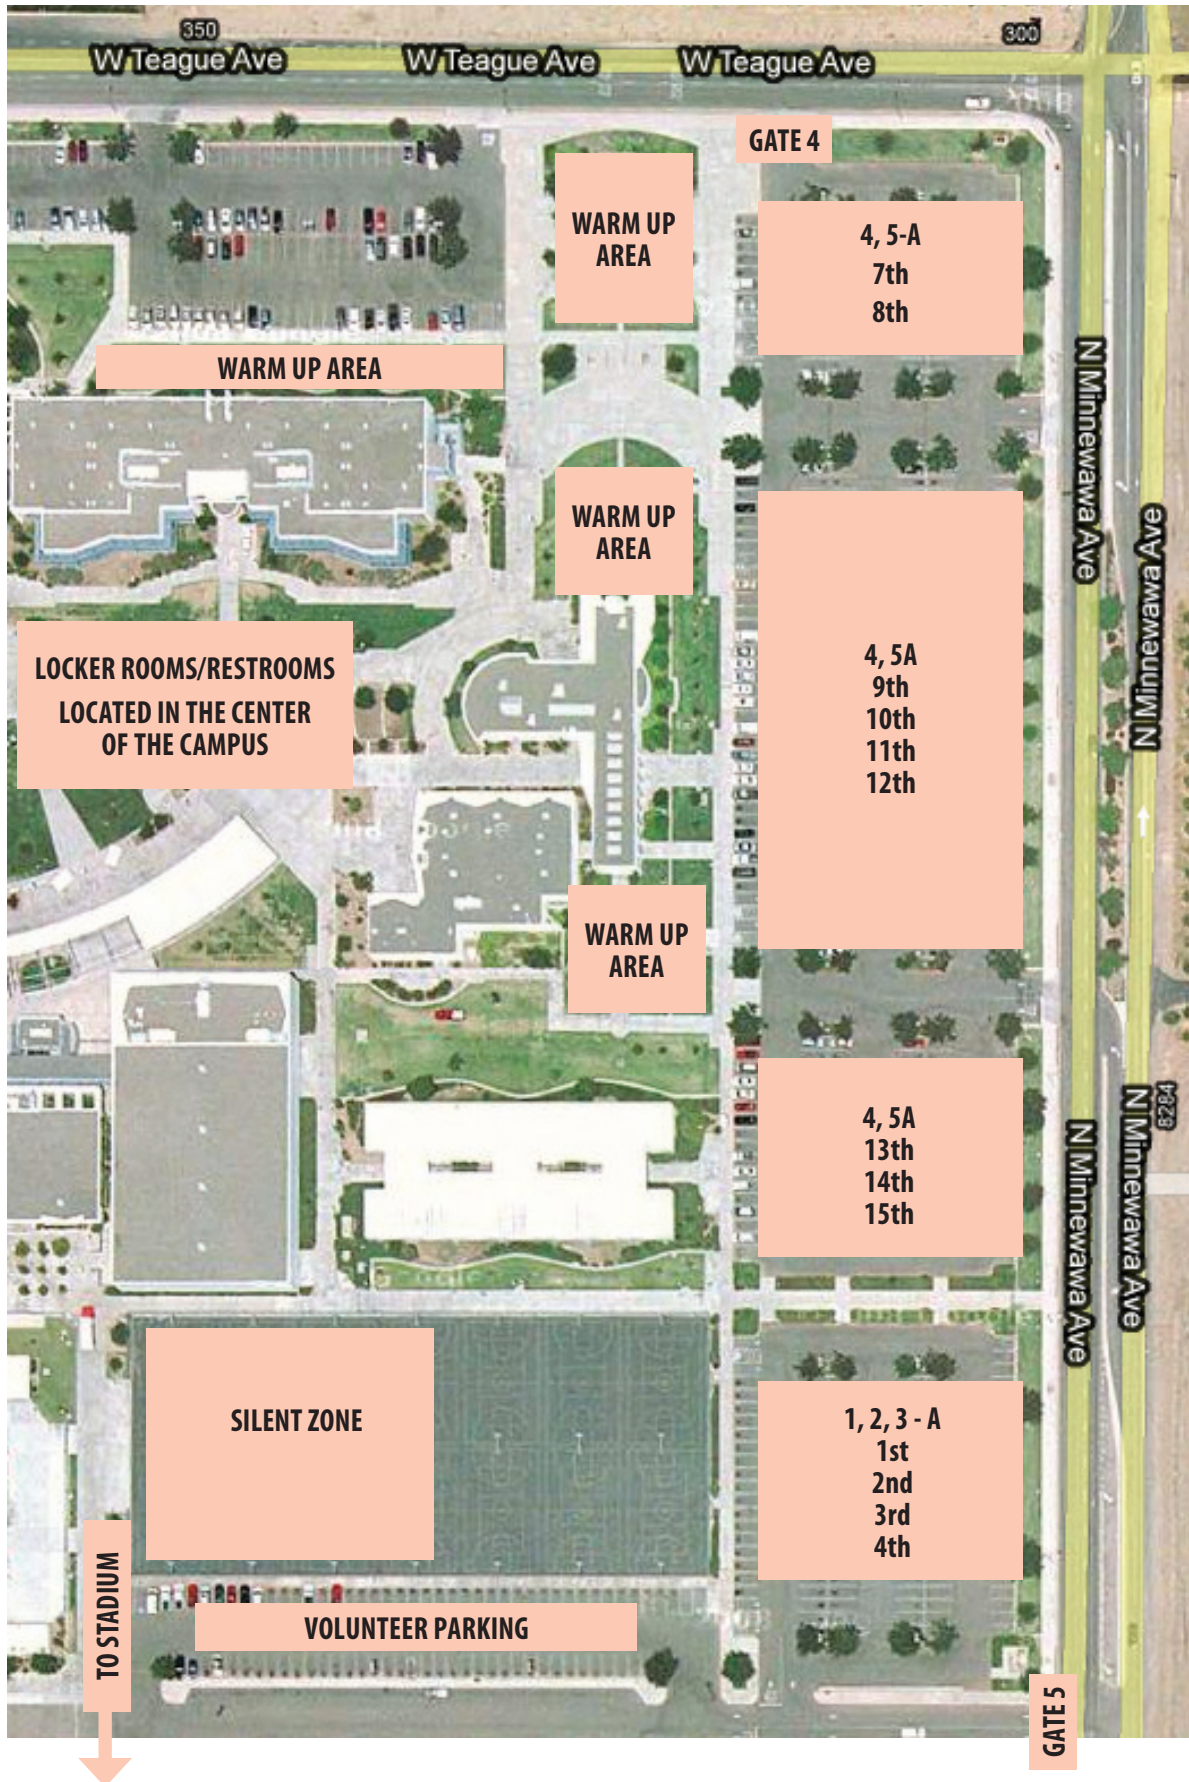 350
300
W Teague Ave
W Teague Ave
W Teague Ave
GATE 4
WARM UP
AREA
4, 5-A
7th
8th
WARM UP AREA
N Minnewawa Ave
WARM UP
AREA
N Minnewawa Ave
LOCKER ROOMS/RESTROOMS
LOCATED IN THE CENTER
OF THE CAMPUS
4, 5A
9th
10th
11th
12th
WARM UP
AREA
4, 5A
13th
14th
15th
8284
N Minnewawa Ave
N Minnewawa Ave
SILENT ZONE
1, 2, 3 - A
1st
2nd
3rd
4th
TO STADIUM
VOLUNTEER PARKING
GATE 5